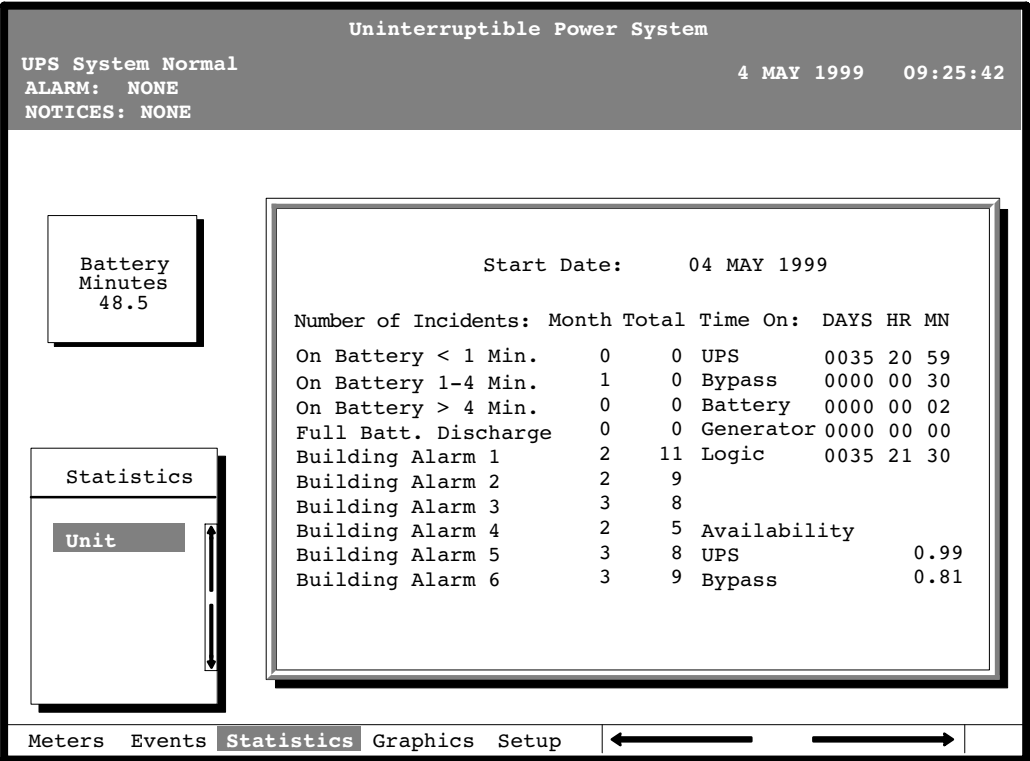 Uninterruptible Power System
UPS System Normal
4 MAY 1999 09:25:42
ALARM: NONE
NOTICES: NONE
Battery
Minutes
48.5
Start Date: 04 MAY 1999
Number of Incidents: Month Total Time On: DAYS HR MN
On Battery < 1 Min. 0 0 UPS 0035 20 59
On Battery 1-4 Min. 1 0 Bypass 0000 00 30
On Battery > 4 Min. 0 0 Battery 0000 00 02
Full Batt. Discharge 0 0 Generator 0000 00 00
Building Alarm 1 2 11 Logic 0035 21 30
Building Alarm 2 2 9
Building Alarm 3 3 8
Building Alarm 4 2 5 Availability
Building Alarm 5 3 8 UPS 0.99
Building Alarm 6 3 9 Bypass 0.81
Statistics
Unit
Meters Events Statistics Graphics Setup